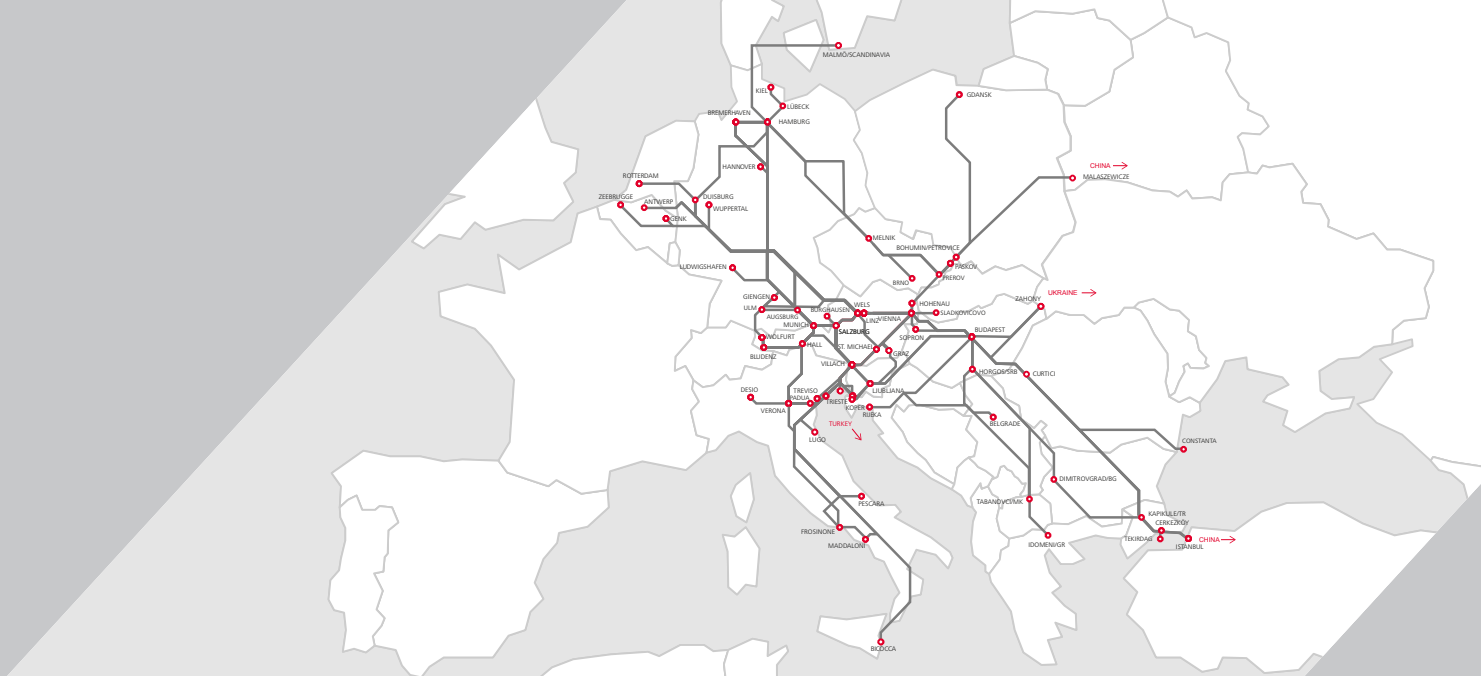 MALMÖ/SCANDINAVIA
KIEL
GDANSK
LÜBECK
BREMERHAVEN
HAMBURG
HANNOVER
CHINA
MALASZEWICZE
ROTTERDAM
ZEEBRUGGE
ANTWERP
DUISBURG
WUPPERTAL
GENK
MELNIK
BOHUMIN/PETROVICE
PASKOV
PREROV
BRNO
LUDWIGSHAFEN
GIENGEN
ULM
AUGSBURG
BURGHAUSEN
WELS
LINZ
VIENNA
HOHENAU
SLADKOVICOVO
UKRAINE
ZAHONY
MUNICH
SALZBURG
SOPRON
BUDAPEST
WOLFURT
BLUDENZ
HALL
ST. MICHAEL
GRAZ
VILLACH
HORGOS/SRB
CURTICI
DESIO
TREVISO
PADUA
TRIESTE
LJUBLJANA
VERONA
KOPER
RIJEKA
TURKEY
LUGO
BELGRADE
CONSTANTA
DIMITROVGRAD/BG
PESCARA
TABANOVCI/MK
KAPIKULE/TR
CERKEZKÖY
FROSINONE
MADDALONI
IDOMENI/GR
TEKIRDAG
ISTANBUL
CHINA
BICOCCA